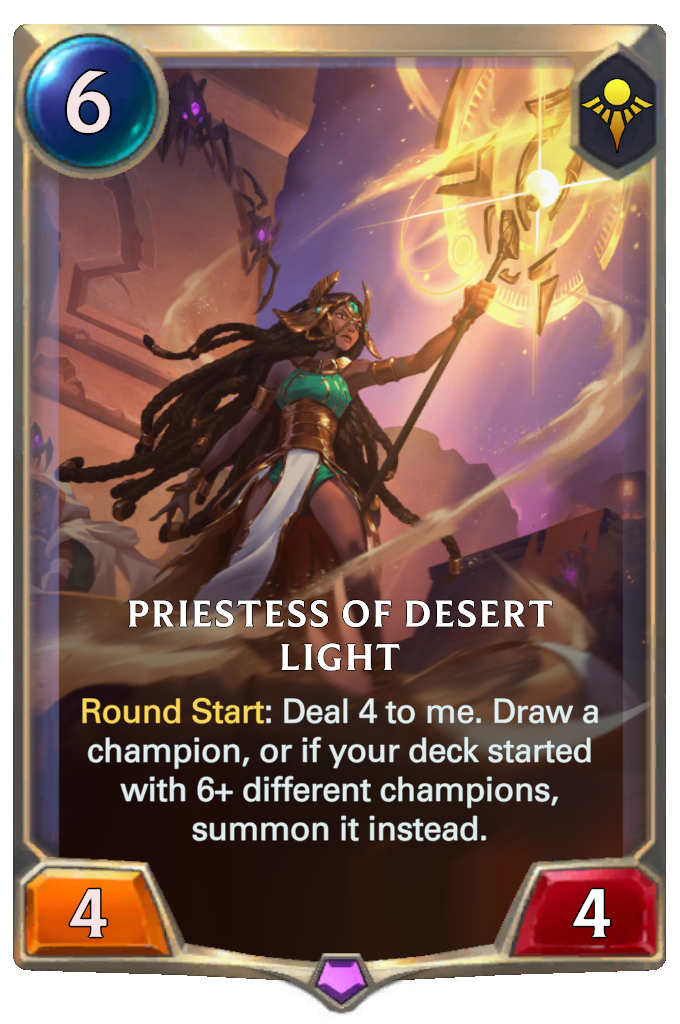 6
PRIESTESS OF DESERT
LIGHT
Round Start: Deal 4 to me. Draw a
champion, or if your deck started
with 6+ different champions,
summon it instead.
4
4